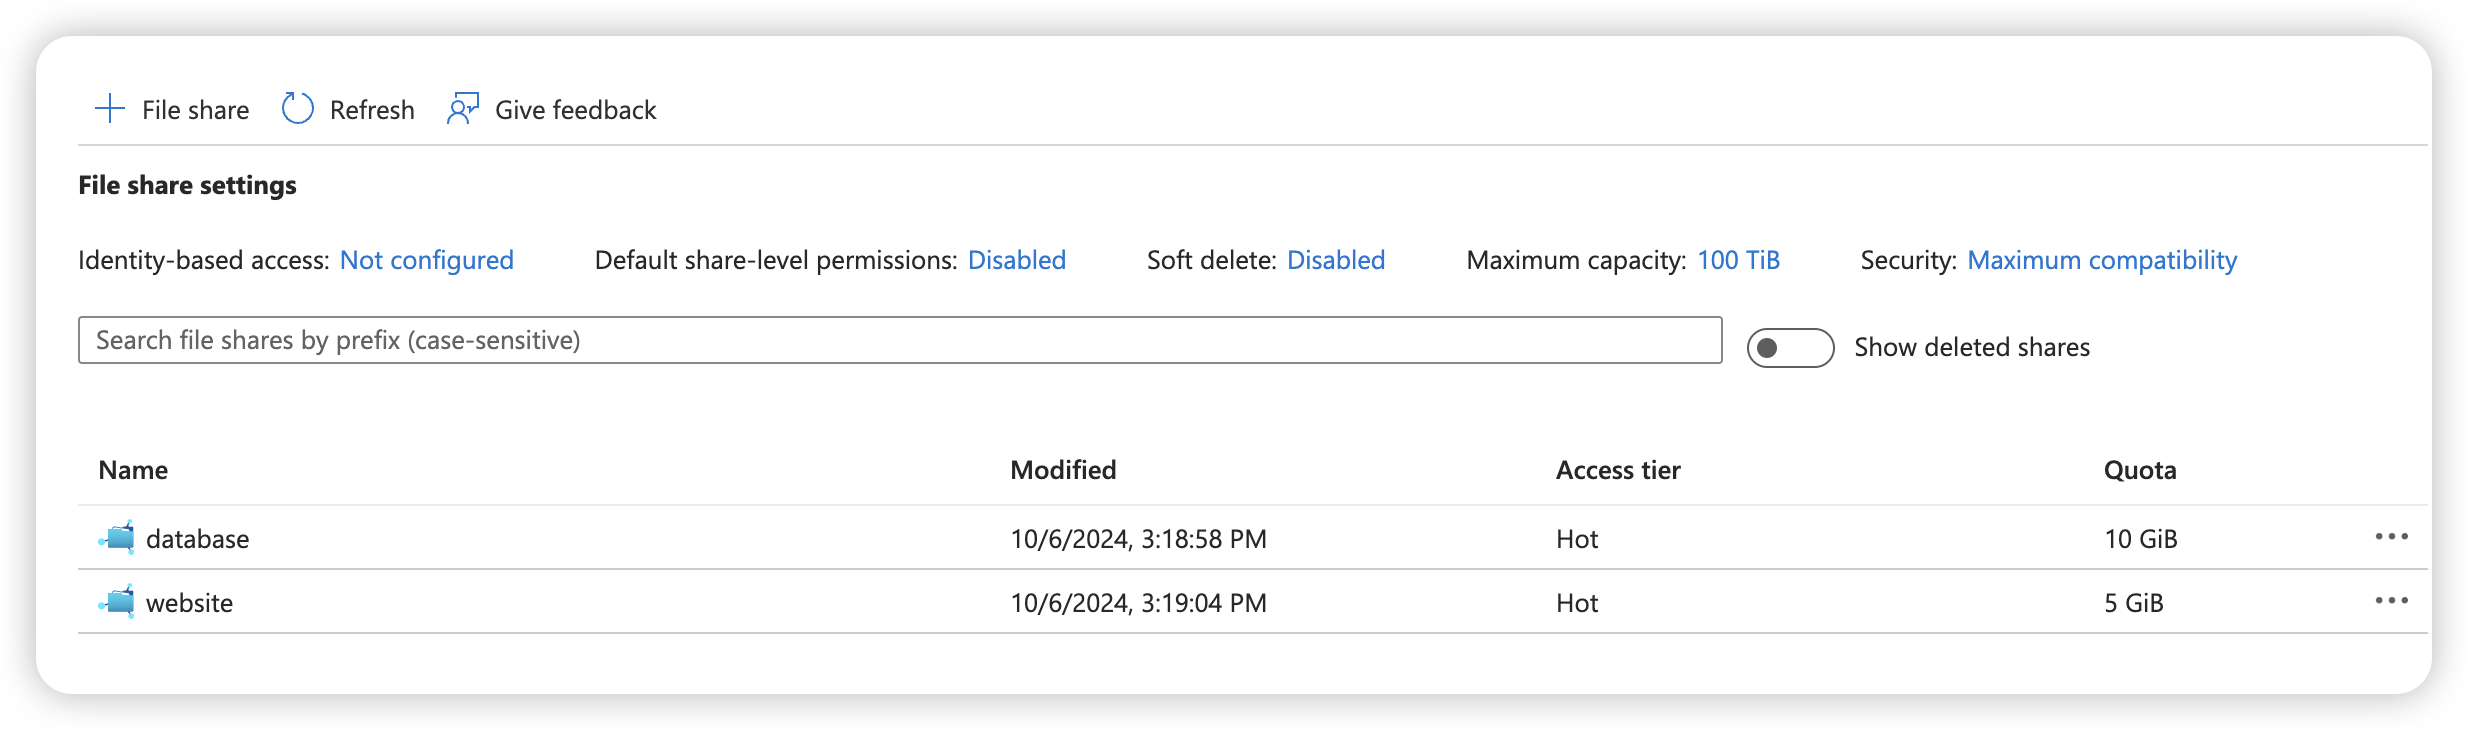 File share Refresh Give feedback
File share settings
Identity-based access: Not configured Default share-level permissions: Disabled Soft delete: Disabled Maximum capacity: 100 TiB Security: Maximum compatibility
Search file shares by prefix (case-sensitive) Show deleted shares
Name Modified Access tier Quota
database 10/6/2024, 3:18:58 PM Hot 10 GiB
website 10/6/2024, 3:19:04 PM Hot 5 GiB